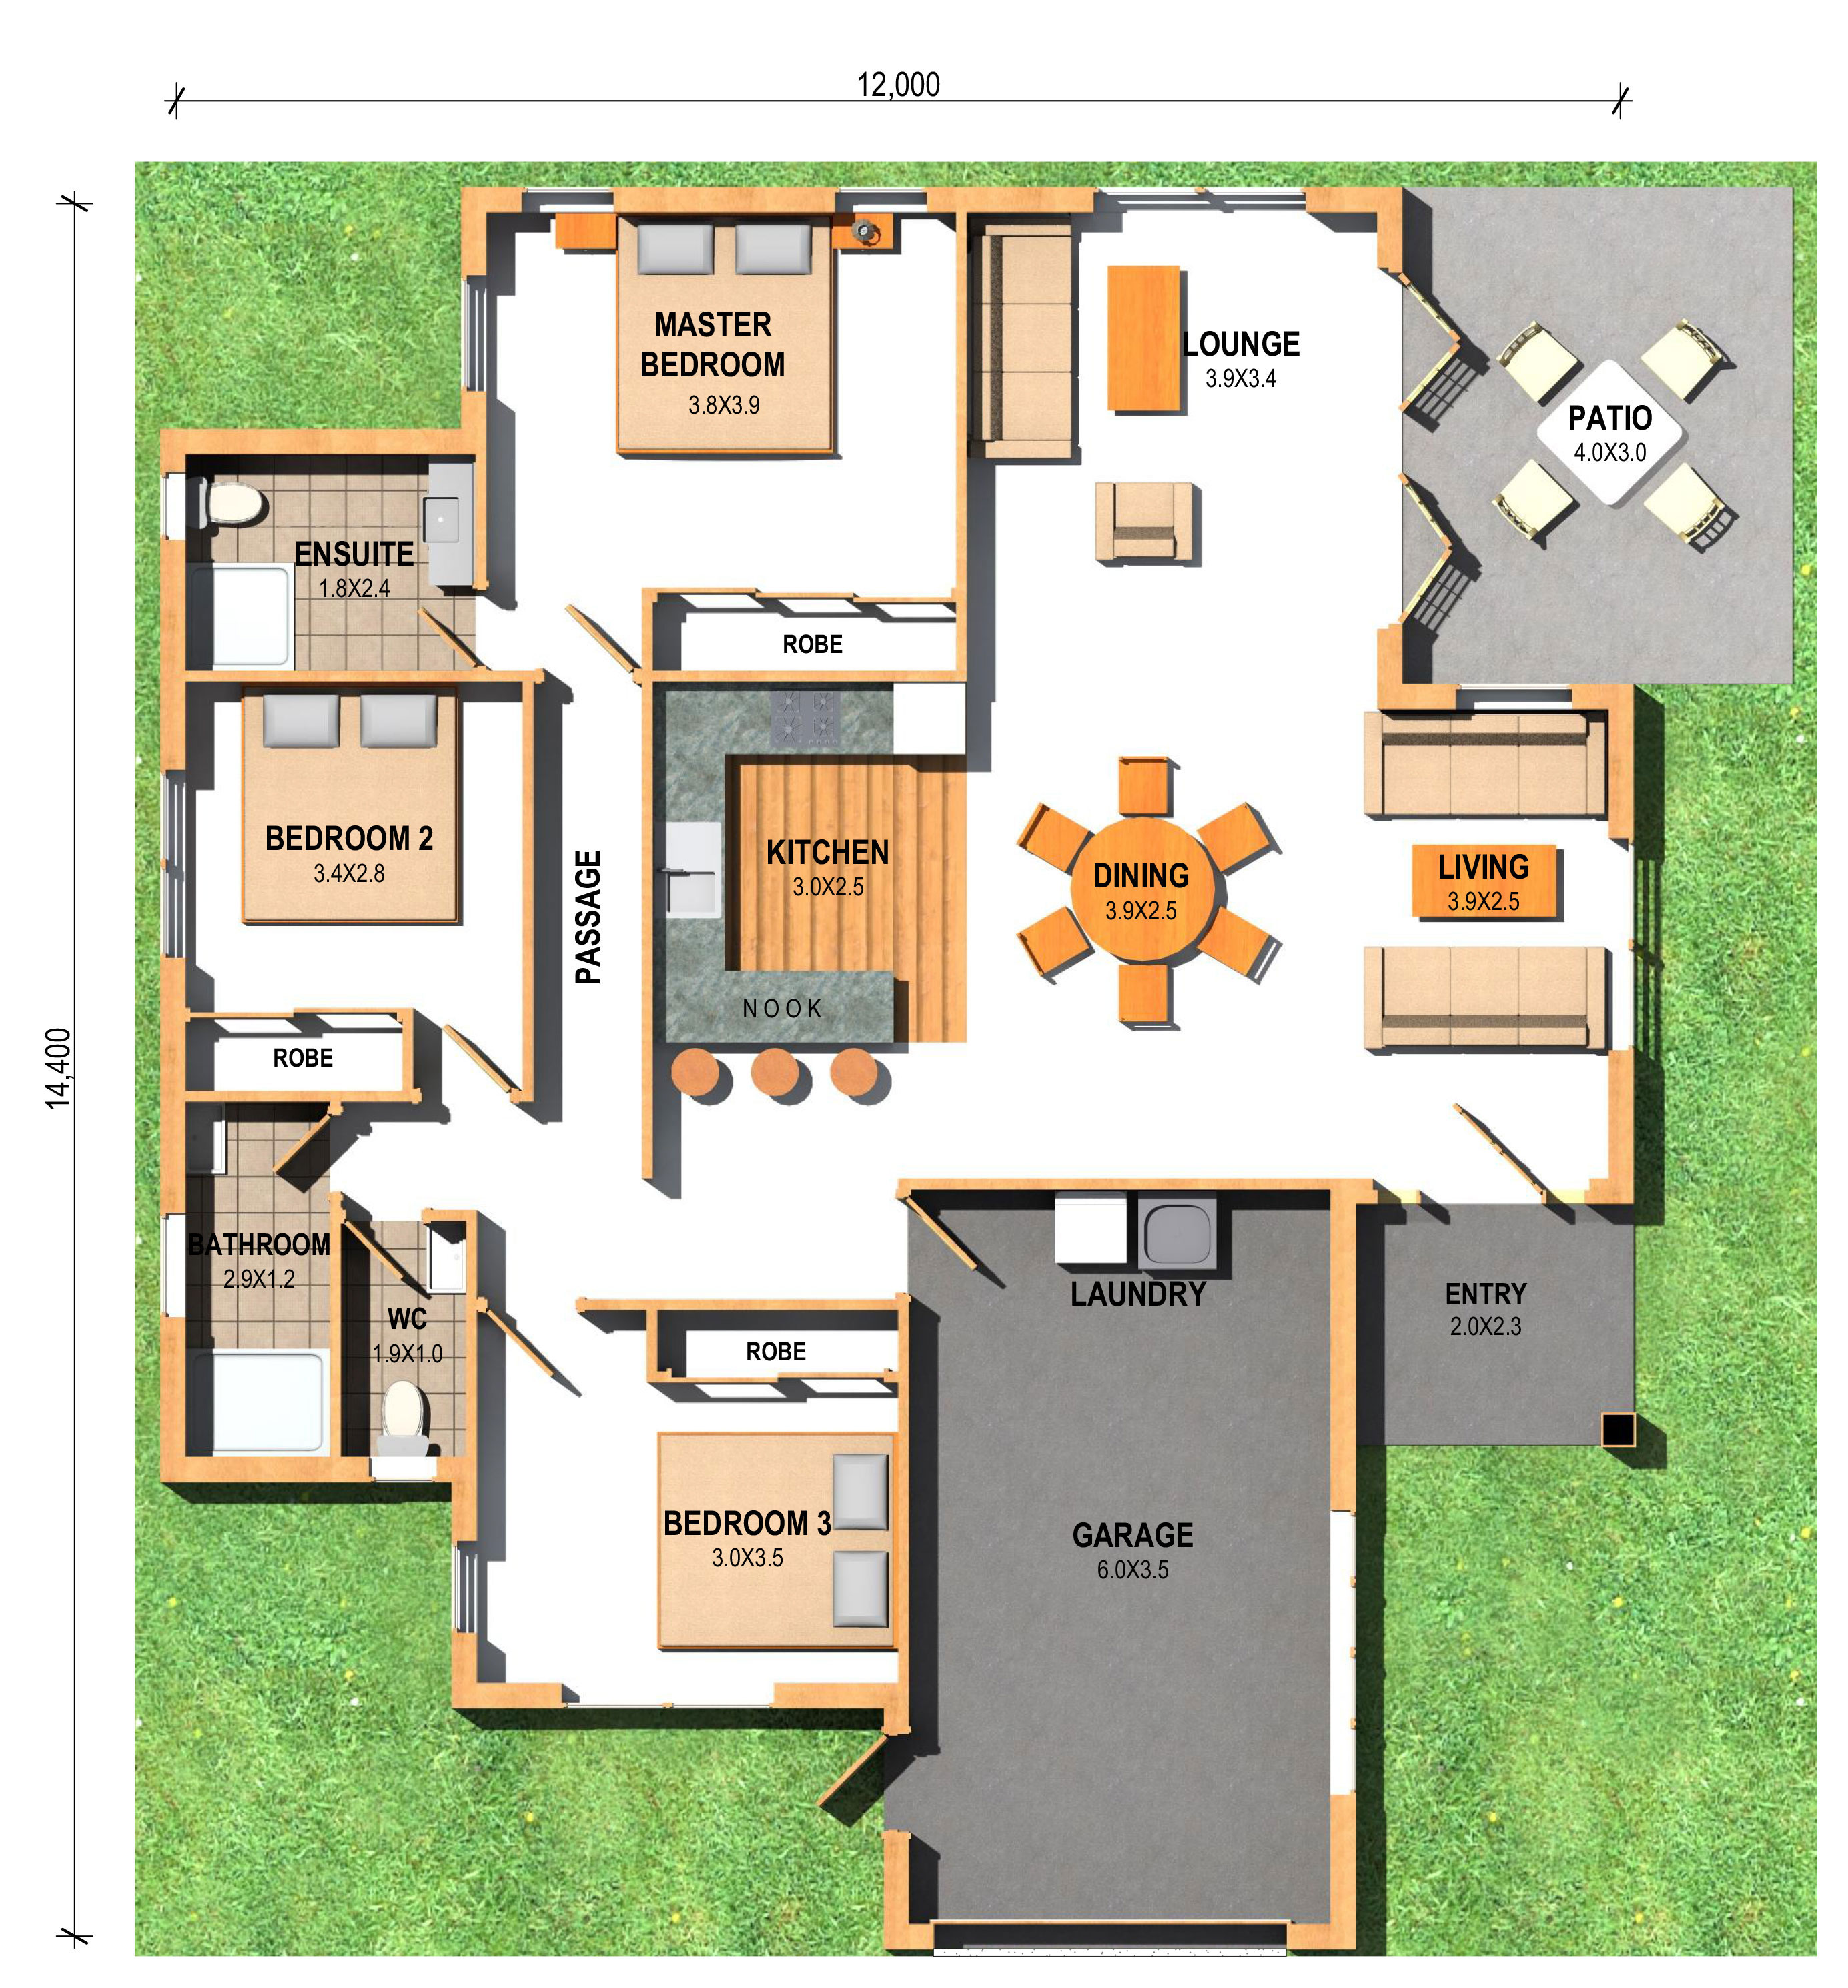 12,000
14,400
MASTER
BEDROOM
3.8X3.9
LOUNGE
3.9X3.4
PATIO
4.0X3.0
ENSUITE
1.8X2.4
ROBE
BEDROOM 2
3.4X2.8
PASSAGE
KITCHEN
3.0X2.5
DINING
3.9X2.5
LIVING
3.9X2.5
NOOK
ROBE
BATHROOM
2.9X1.2
WC
1.9X1.0
ROBE
LAUNDRY
ENTRY
2.0X2.3
BEDROOM 3
3.0X3.5
GARAGE
6.0X3.5